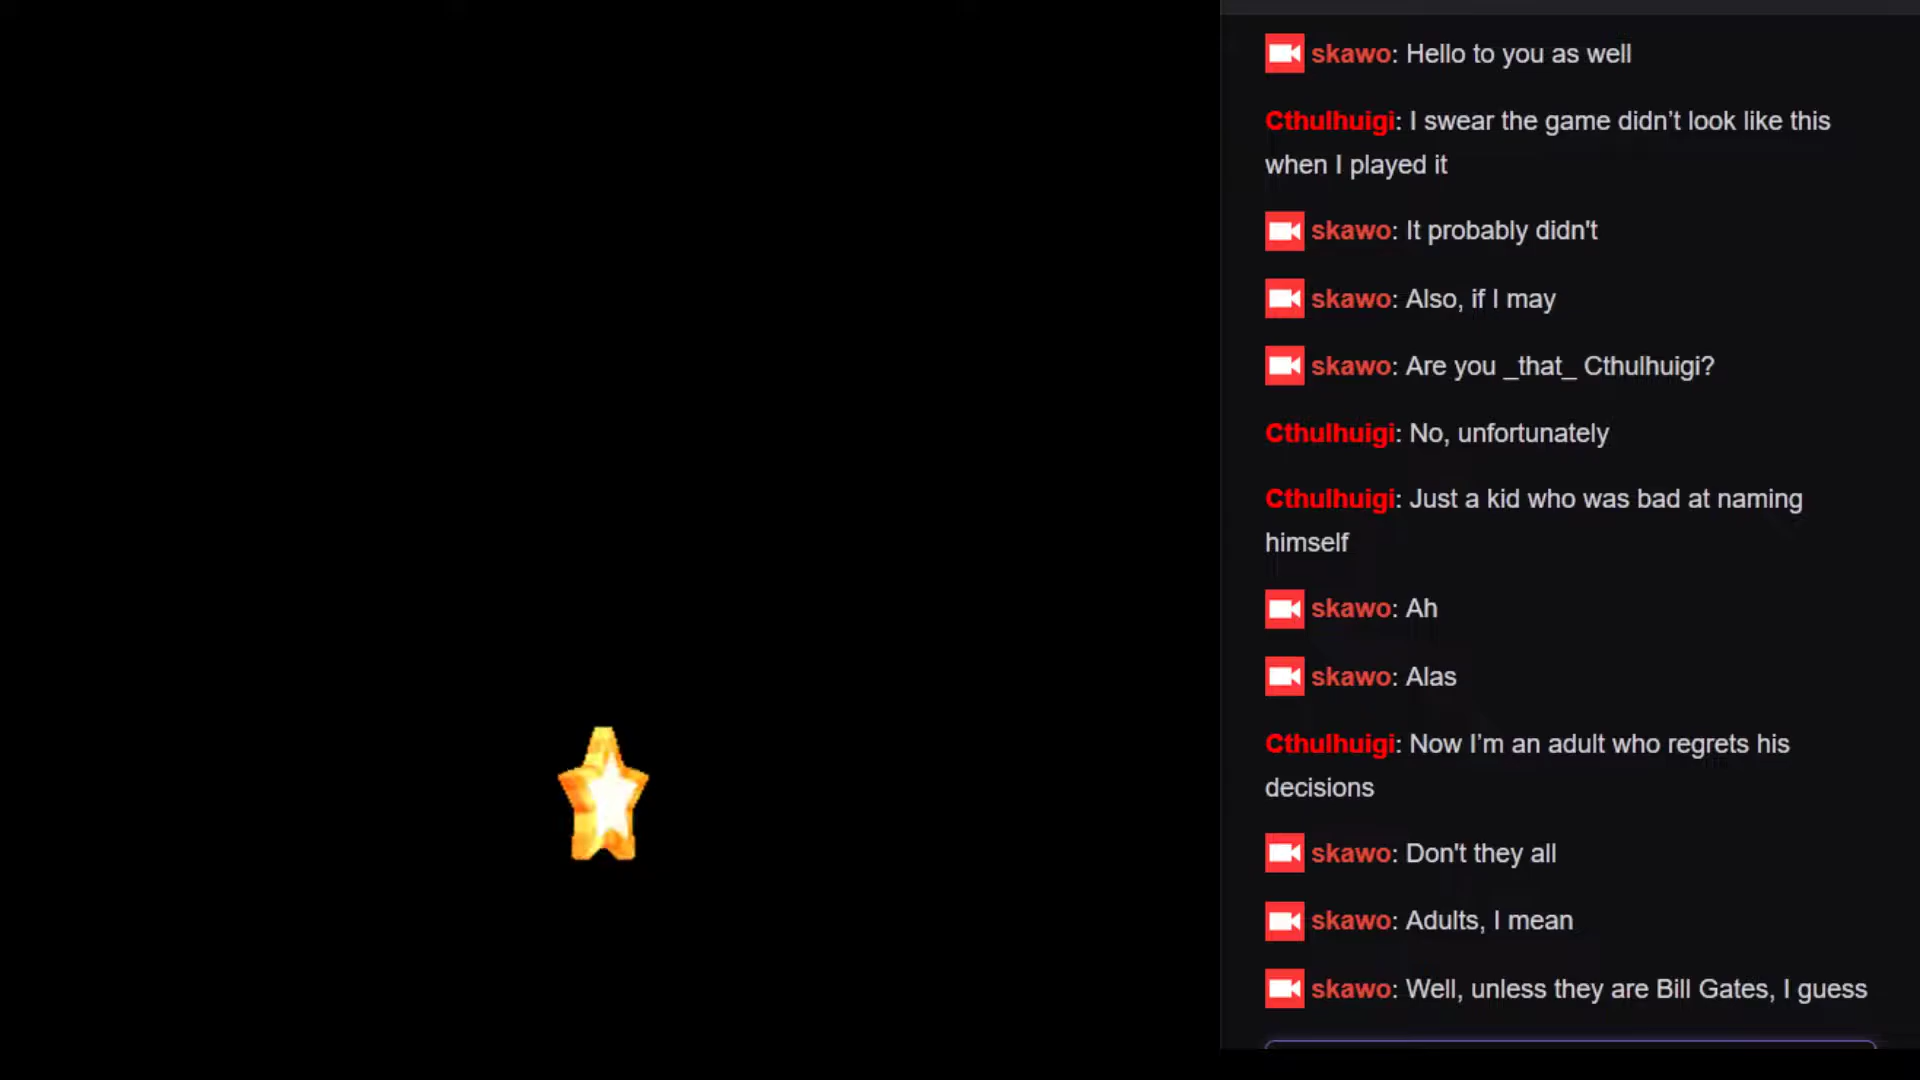 skawo: Hello to you as well
Cthulhuigi: I swear the game didn’t look like this
when I played it
skawo: It probably didn't
skawo: Also, if I may
skawo: Are you _that_ Cthulhuigi?
Cthulhuigi: No, unfortunately
Cthulhuigi: Just a kid who was bad at naming
himself
skawo: Ah
skawo: Alas
Cthulhuigi: Now I’m an adult who regrets his
decisions
skawo: Don't they all
skawo: Adults, I mean
skawo: Well, unless they are Bill Gates, I guess